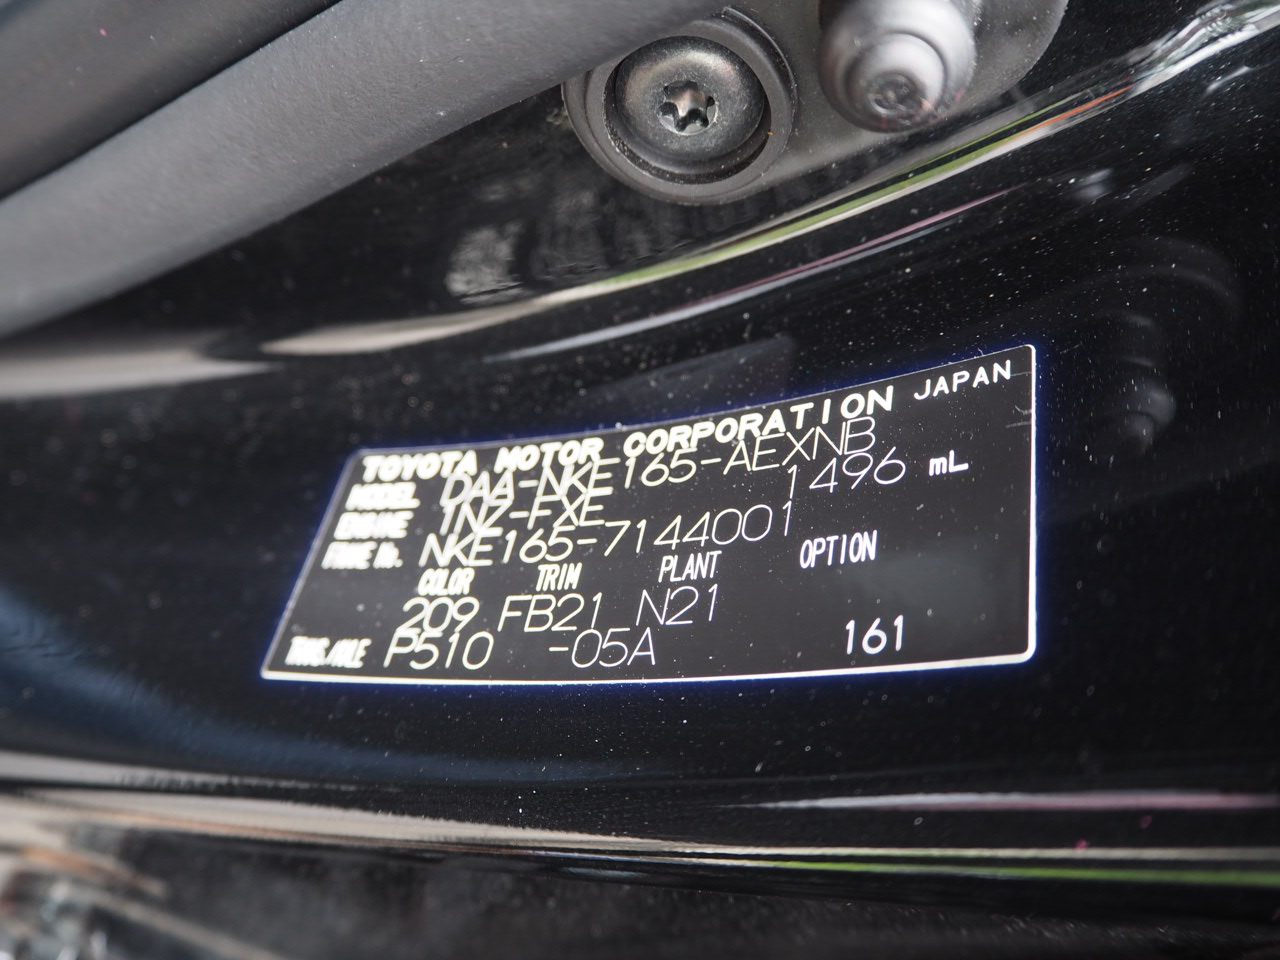 TOYOTA MOTOR CORPORATION JAPAN
MODEL DAA-NKE165-AEXNB
ENGINE 1NZ-FXE 1496 mL
FRAME No. NKE165-7144001
COLOR TRIM PLANT OPTION
209 FB21 N21
TRANS./AXLE P510 -05A 161